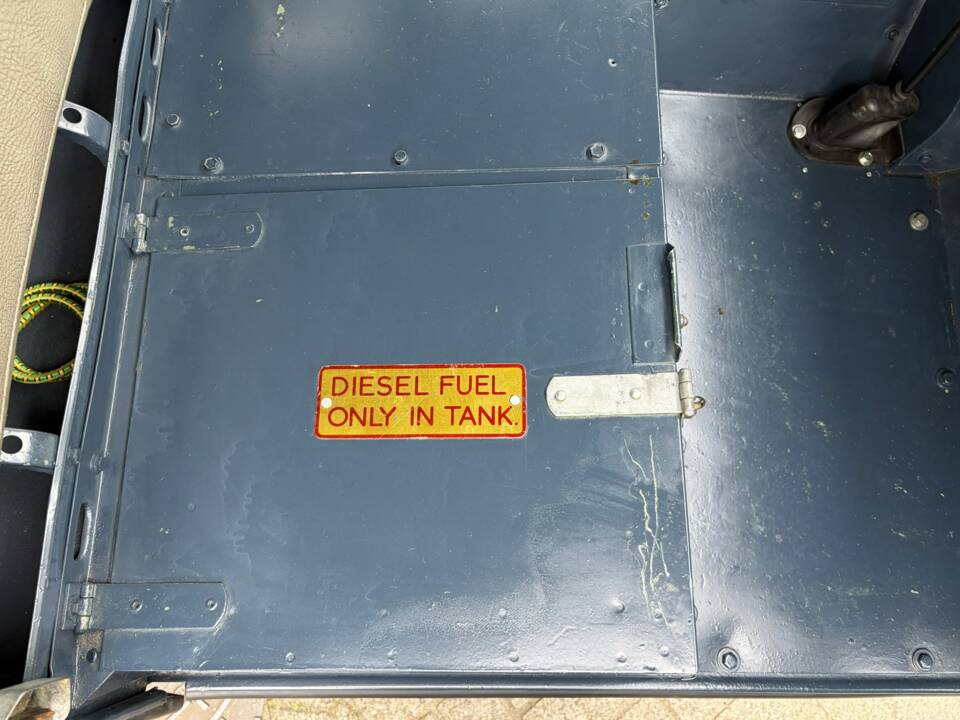 DIESEL FUEL
ONLY IN TANK.